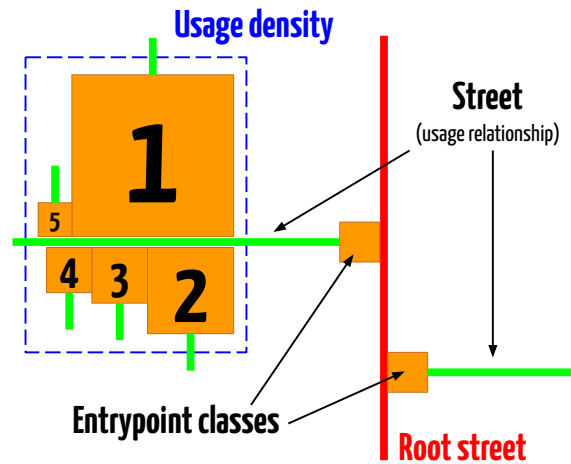 Usage density
Street
(usage relationship)
1
5
4
3
2
Entrypoint classes
Root street